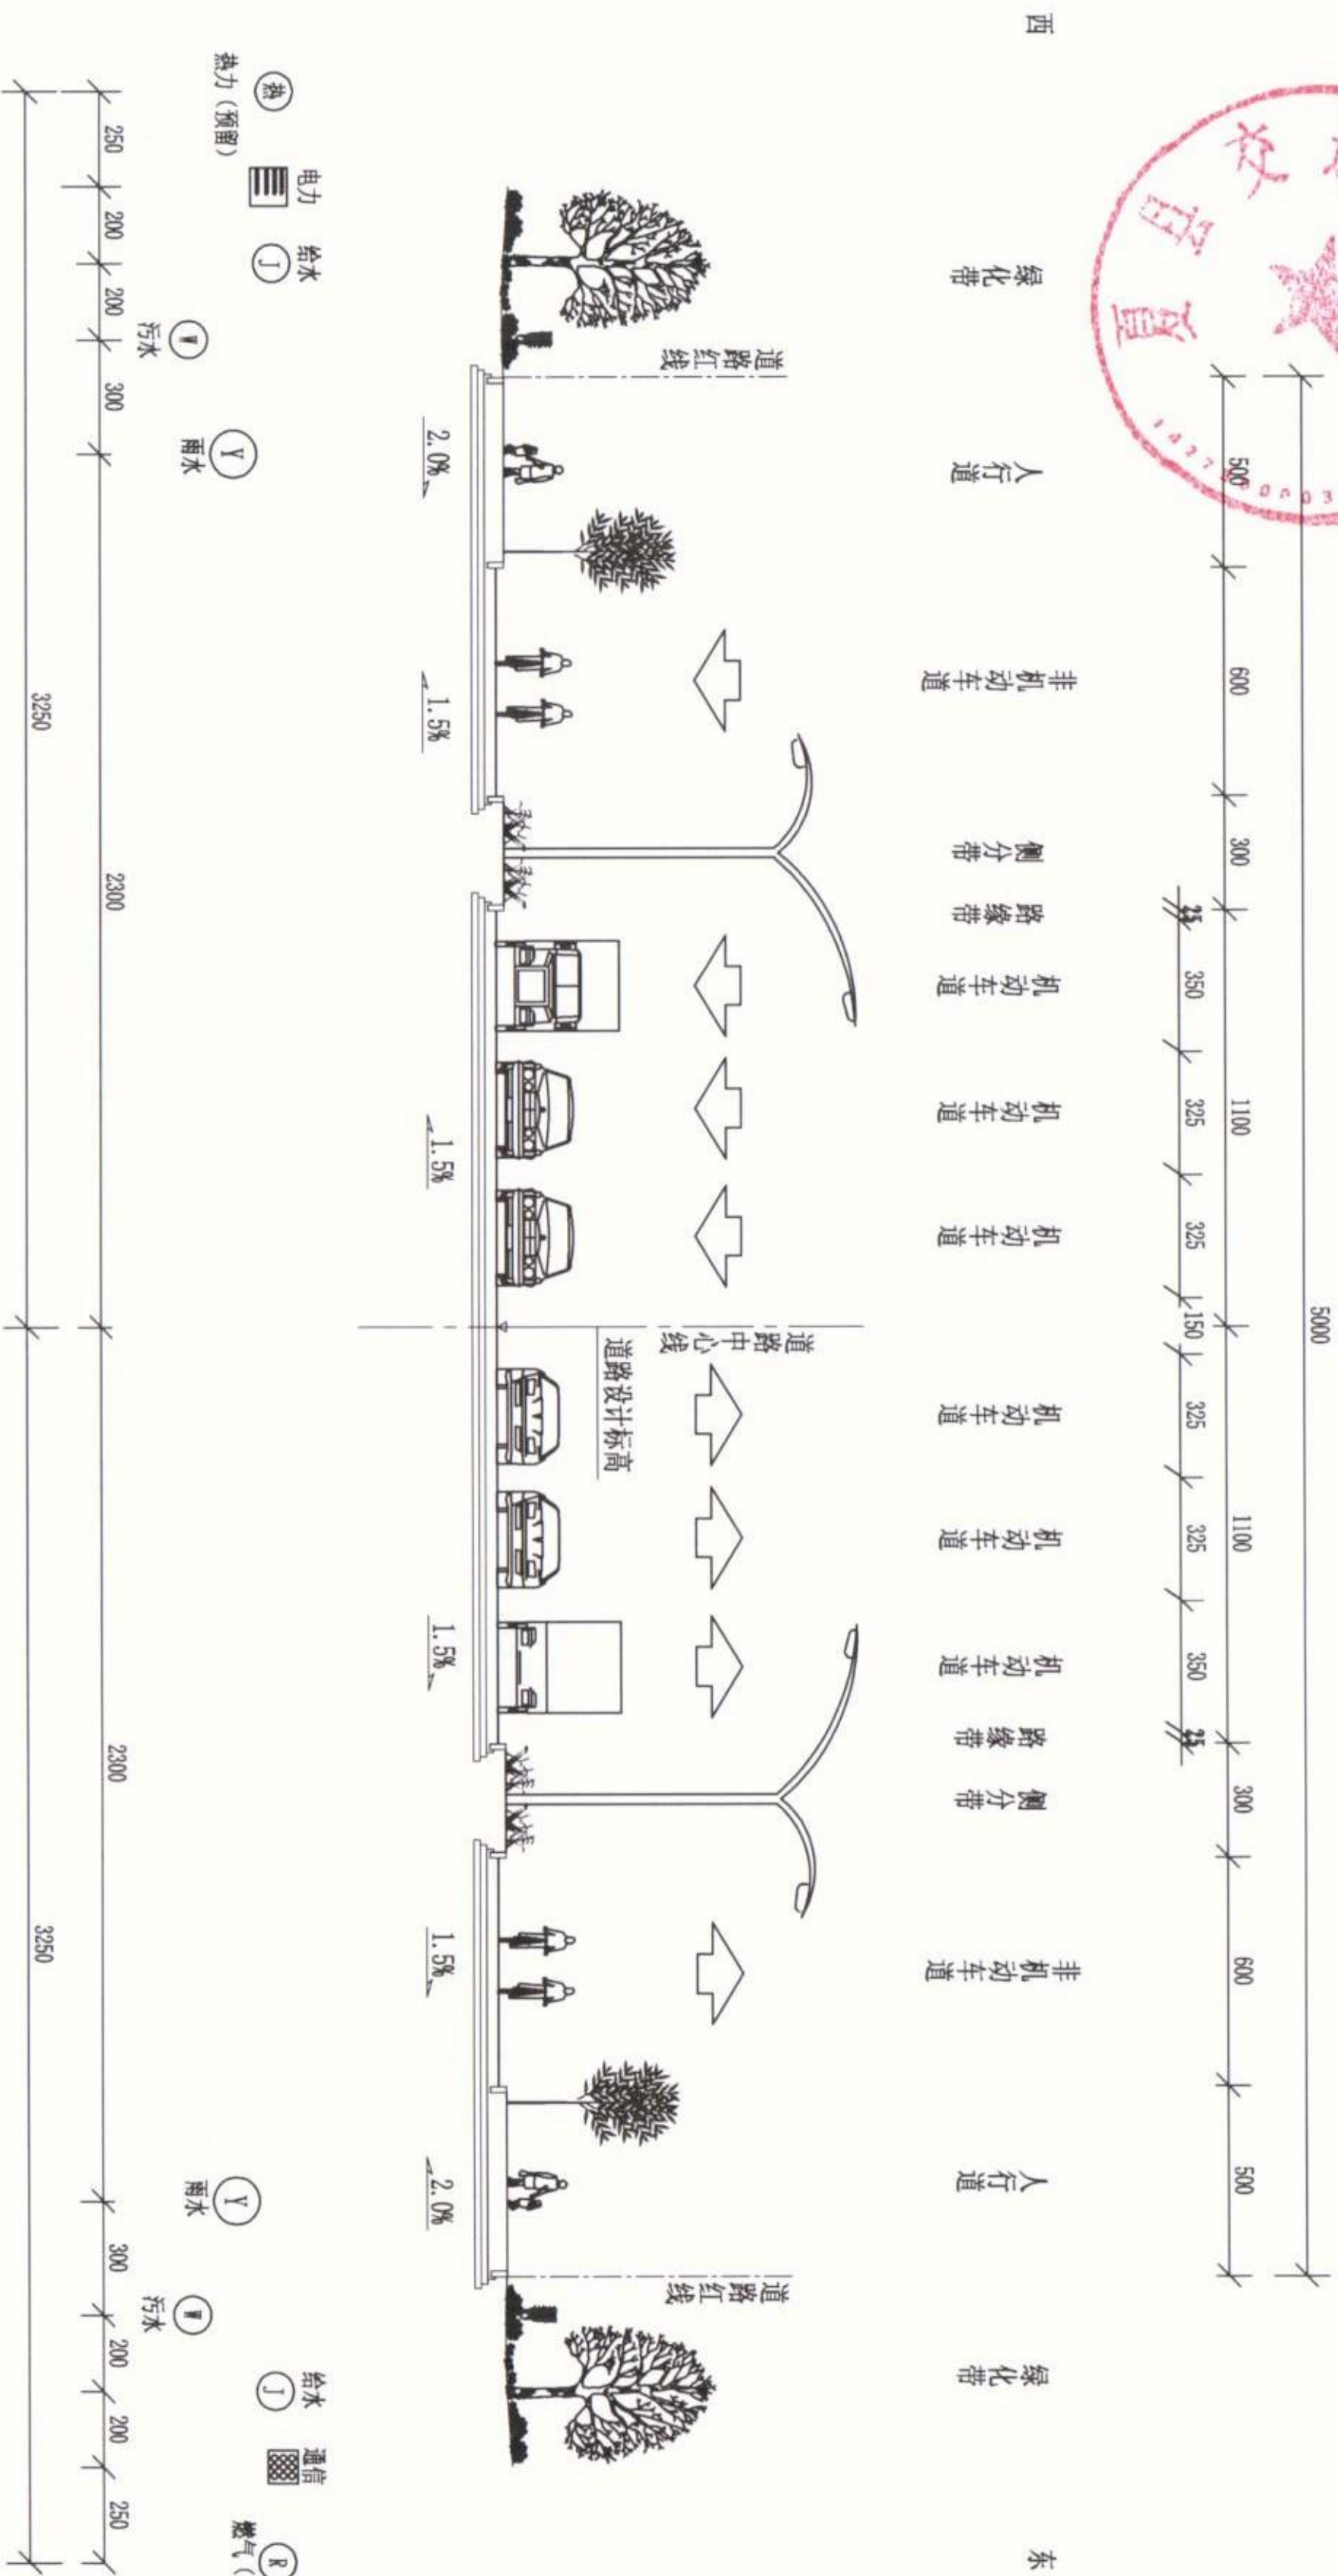 5000
500 600 300 1100 1100 300 600 500
25 350 325 325 150 325 325 350 25
西
东
绿化带
人行道
非机动车道
侧分带
路缘带
机动车道
机动车道
机动车道
机动车道
机动车道
机动车道
路缘带
侧分带
非机动车道
人行道
绿化带
道路红线
道路中心线
道路红线
道路设计标高
2.0%
1.5%
1.5%
1.5%
1.5%
2.0%
热
热力（预留）
电力
J
给水
W
污水
Y
雨水
Y
雨水
W
污水
J
给水
通信
R
燃气（
250 200 200 300 2300 2300 300 200 200 250
3250 3250
夏县